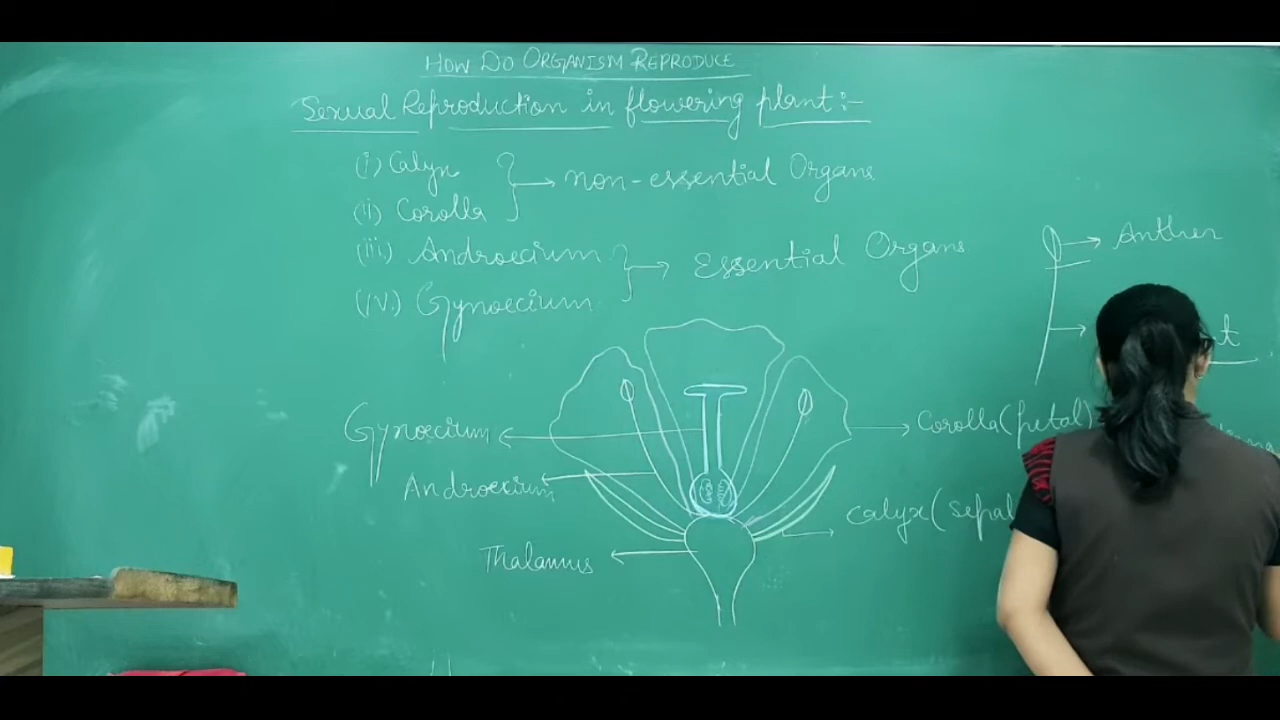 HOW DO ORGANISM REPRODUCE
Sexual Reproduction in flowering plant:-
(i) Calyx
non-essential Organs
(ii) Corolla
(iii) Androecium
Essential Organs
(iv) Gynoecium
Anther
Gynoecium
Corolla (petal)
Androecium
Calyx (Sepal
Thalamus